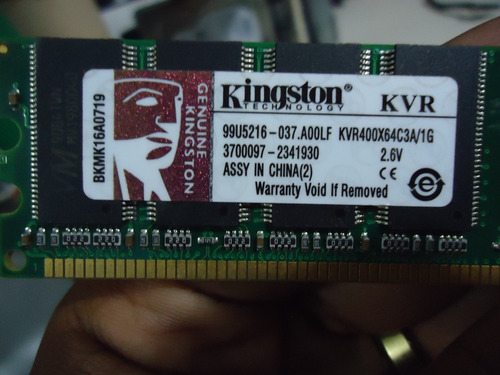 BKMK16A0719
GENUINE
KINGSTON
Kingston®
TECHNOLOGY
KVR
99U5216-037.A00LF KVR400X64C3A/1G
3700097-2341930 2.6V
ASSY IN CHINA(2) CE
Warranty Void If Removed
e